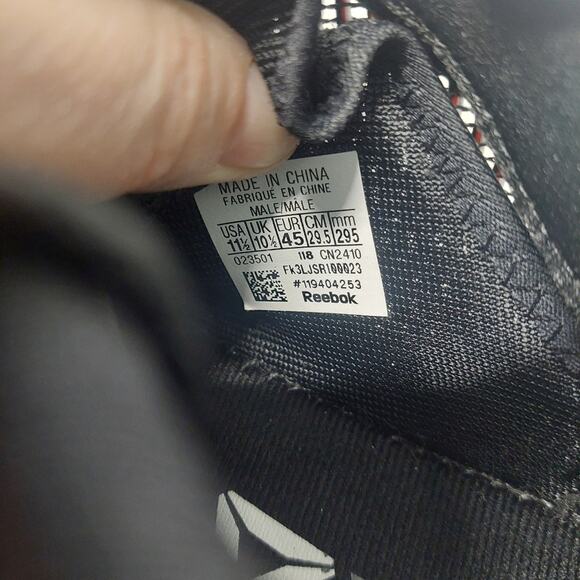 MADE IN CHINA
FABRIQUE EN CHINE
MALE/MALE
USA UK EUR CM mm
11½ 10½ 45 29.5 295
023501 118 CN2410
FK3LJSR100023
#119404253
Reebok